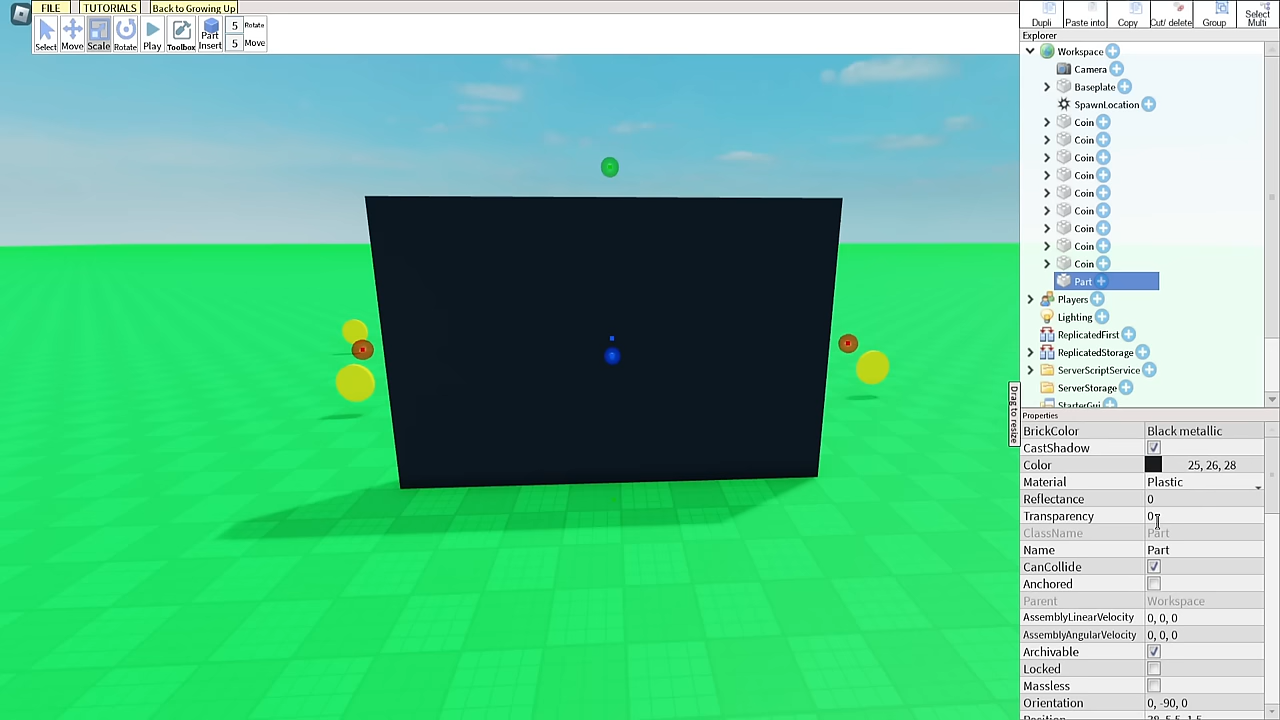 FILE
TUTORIALS
Back to Growing Up
Select
Move
Scale
Rotate
Play
Toolbox
Part
Insert
5 Rotate
5 Move
Dupli
Paste into
Copy
Cut/ delete
Group
Select
Multi
Explorer
Workspace
Camera
Baseplate
SpawnLocation
Coin
Coin
Coin
Coin
Coin
Coin
Coin
Coin
Coin
Part
Players
Lighting
ReplicatedFirst
ReplicatedStorage
ServerScriptService
ServerStorage
StarterGui
Drag to resize
Properties
BrickColor Black metallic
CastShadow
Color 25, 26, 28
Material Plastic
Reflectance 0
Transparency 0
ClassName Part
Name Part
CanCollide
Anchored
Parent Workspace
AssemblyLinearVelocity 0, 0, 0
AssemblyAngularVelocity 0, 0, 0
Archivable
Locked
Massless
Orientation 0, -90, 0